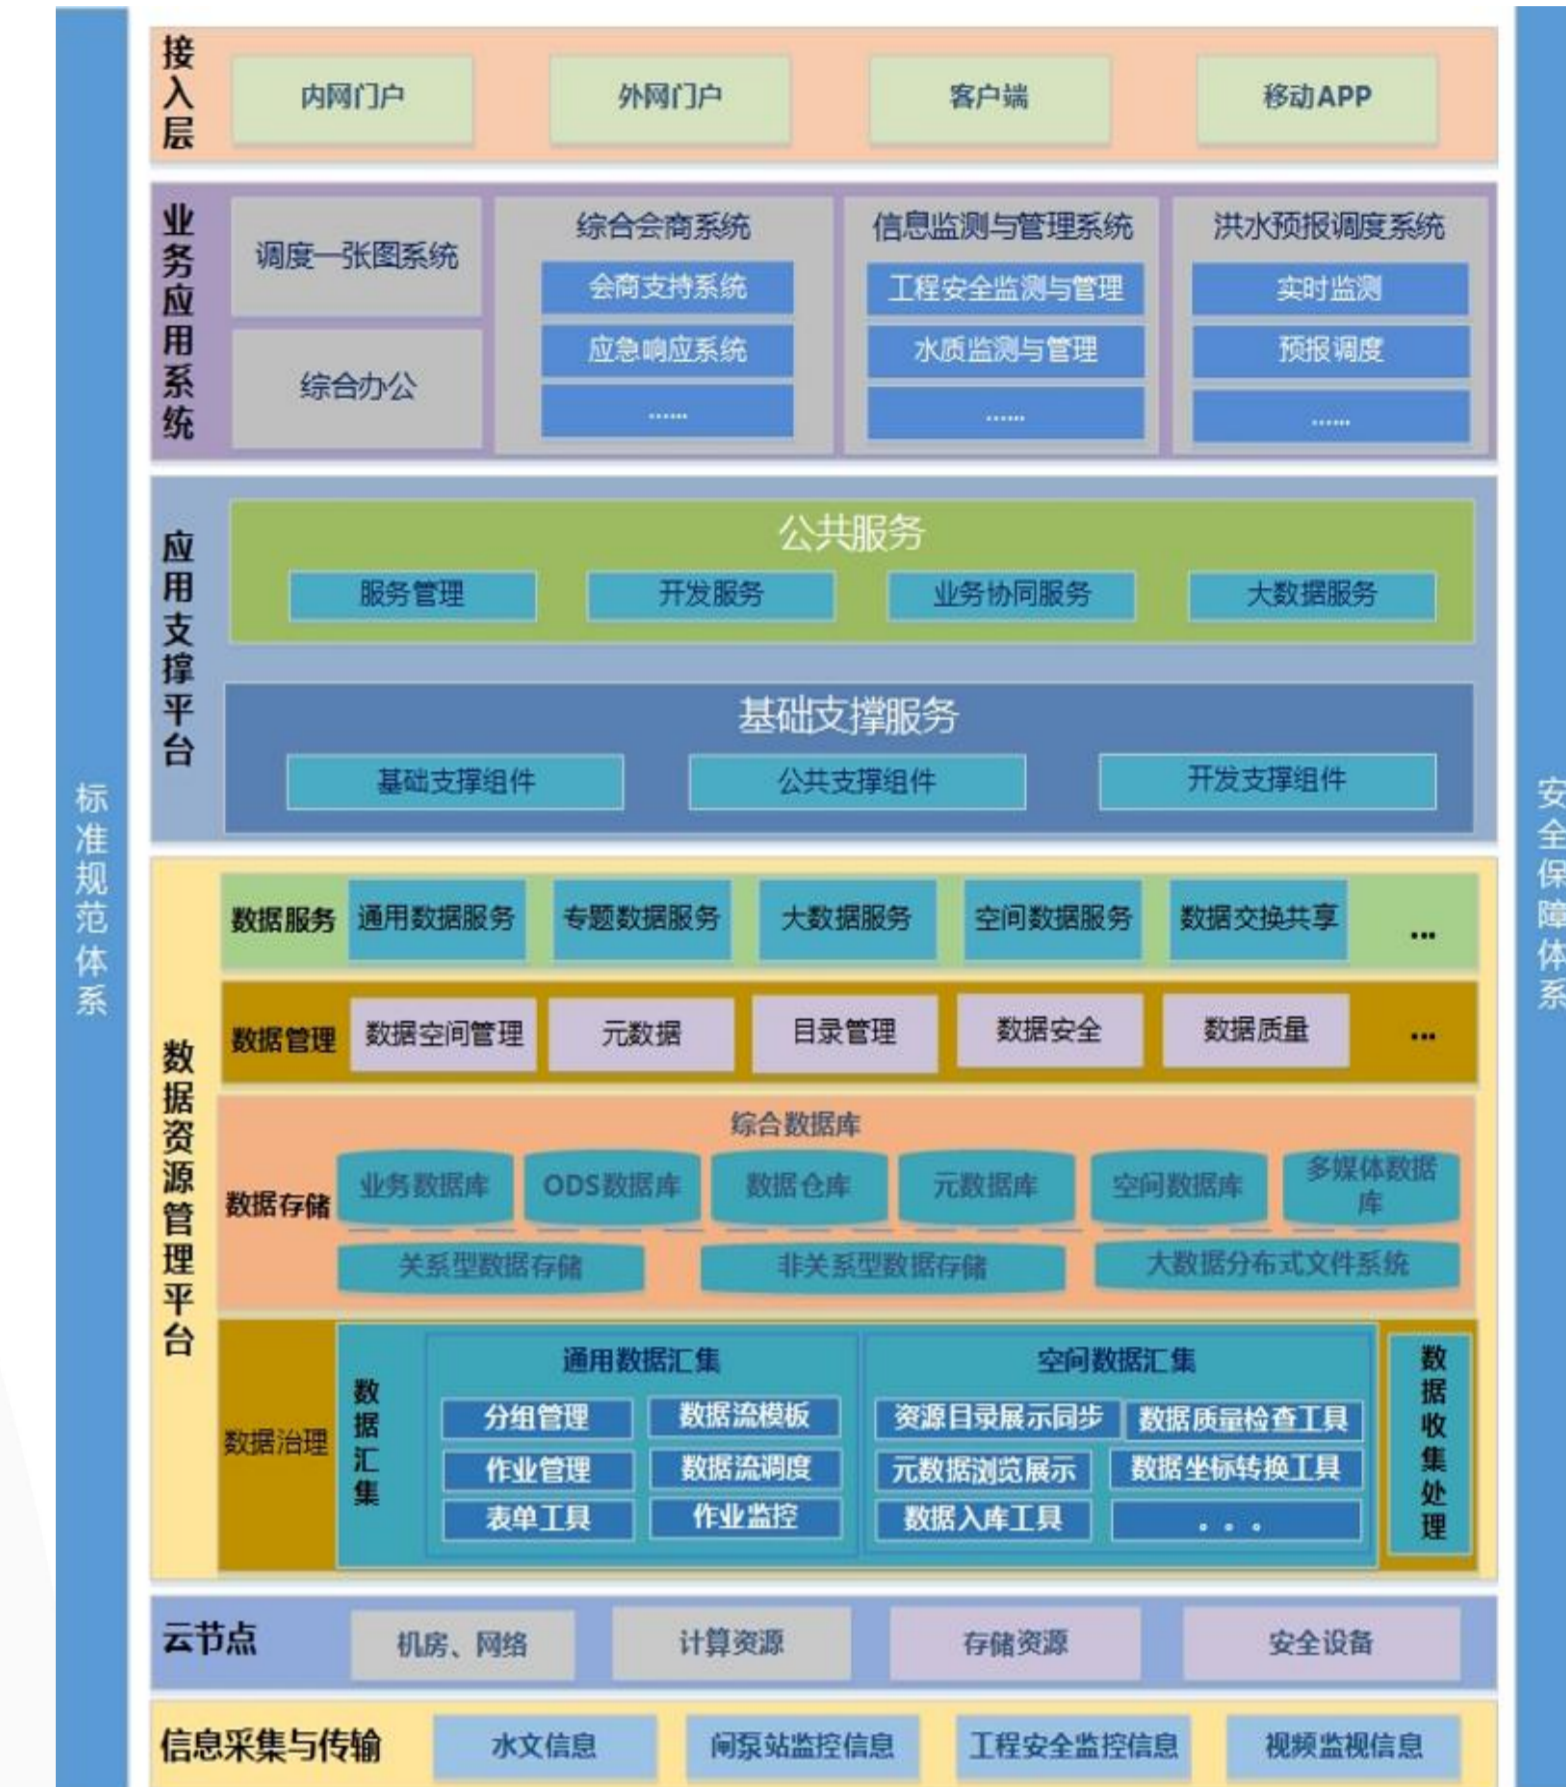 标准规范体系
接入层
内网门户
外网门户
客户端
移动APP
业务应用系统
调度一张图系统
综合办公
综合会商系统
会商支持系统
应急响应系统
......
信息监测与管理系统
工程安全监测与管理
水质监测与管理
......
洪水预报调度系统
实时监测
预报调度
......
应用支撑平台
公共服务
服务管理
开发服务
业务协同服务
大数据服务
基础支撑服务
基础支撑组件
公共支撑组件
开发支撑组件
数据资源管理平台
数据服务
通用数据服务
专题数据服务
大数据服务
空间数据服务
数据交换共享
...
数据管理
数据空间管理
元数据
目录管理
数据安全
数据质量
...
数据存储
综合数据库
业务数据库
ODS数据库
数据仓库
元数据库
空间数据库
多媒体数据
库
关系型数据存储
非关系型数据存储
大数据分布式文件系统
数据治理
数据汇集
通用数据汇集
分组管理
数据流模板
作业管理
数据流调度
表单工具
作业监控
空间数据汇集
资源目录展示同步
数据质量检查工具
元数据浏览展示
数据坐标转换工具
数据入库工具
。。。
数据收集处理
云节点
机房、网络
计算资源
存储资源
安全设备
信息采集与传输
水文信息
闸泵站监控信息
工程安全监控信息
视频监视信息
安全保障体系